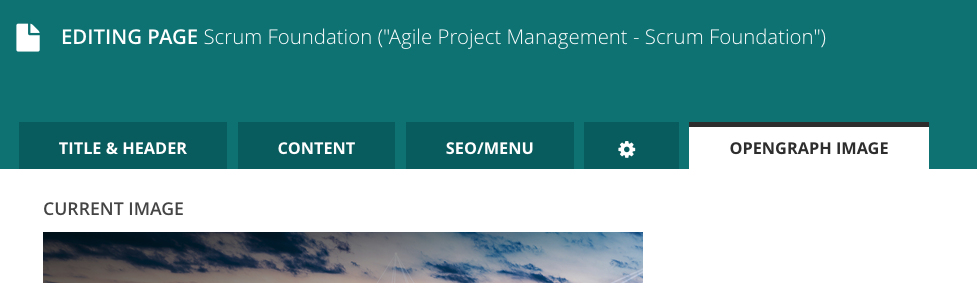 EDITING PAGE Scrum Foundation ("Agile Project Management - Scrum Foundation")
TITLE & HEADER CONTENT SEO/MENU OPENGRAPH IMAGE
CURRENT IMAGE